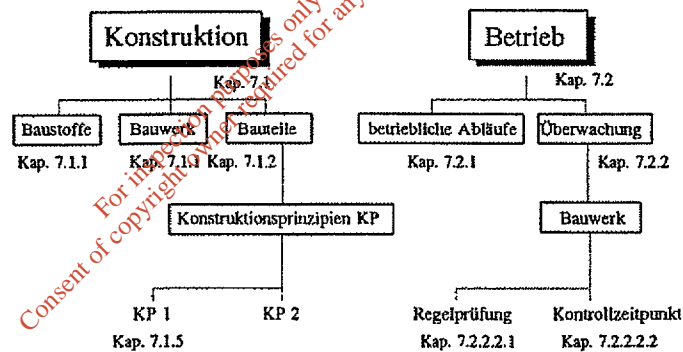 Konstruktion
Betrieb
Kap. 7.1
Kap. 7.2
Baustoffe
Bauwerk
Bauteile
betriebliche Abläufe
Überwachung
Kap. 7.1.1
Kap. 7.1.1
Kap. 7.1.2
Kap. 7.2.1
Kap. 7.2.2
Konstruktionsprinzipien KP
Bauwerk
KP 1
KP 2
Regelprüfung
Kontrollzeitpunkt
Kap. 7.1.5
Kap. 7.2.2.2.1
Kap. 7.2.2.2.2
For inspection purposes only
Consent of copyright owner required for any